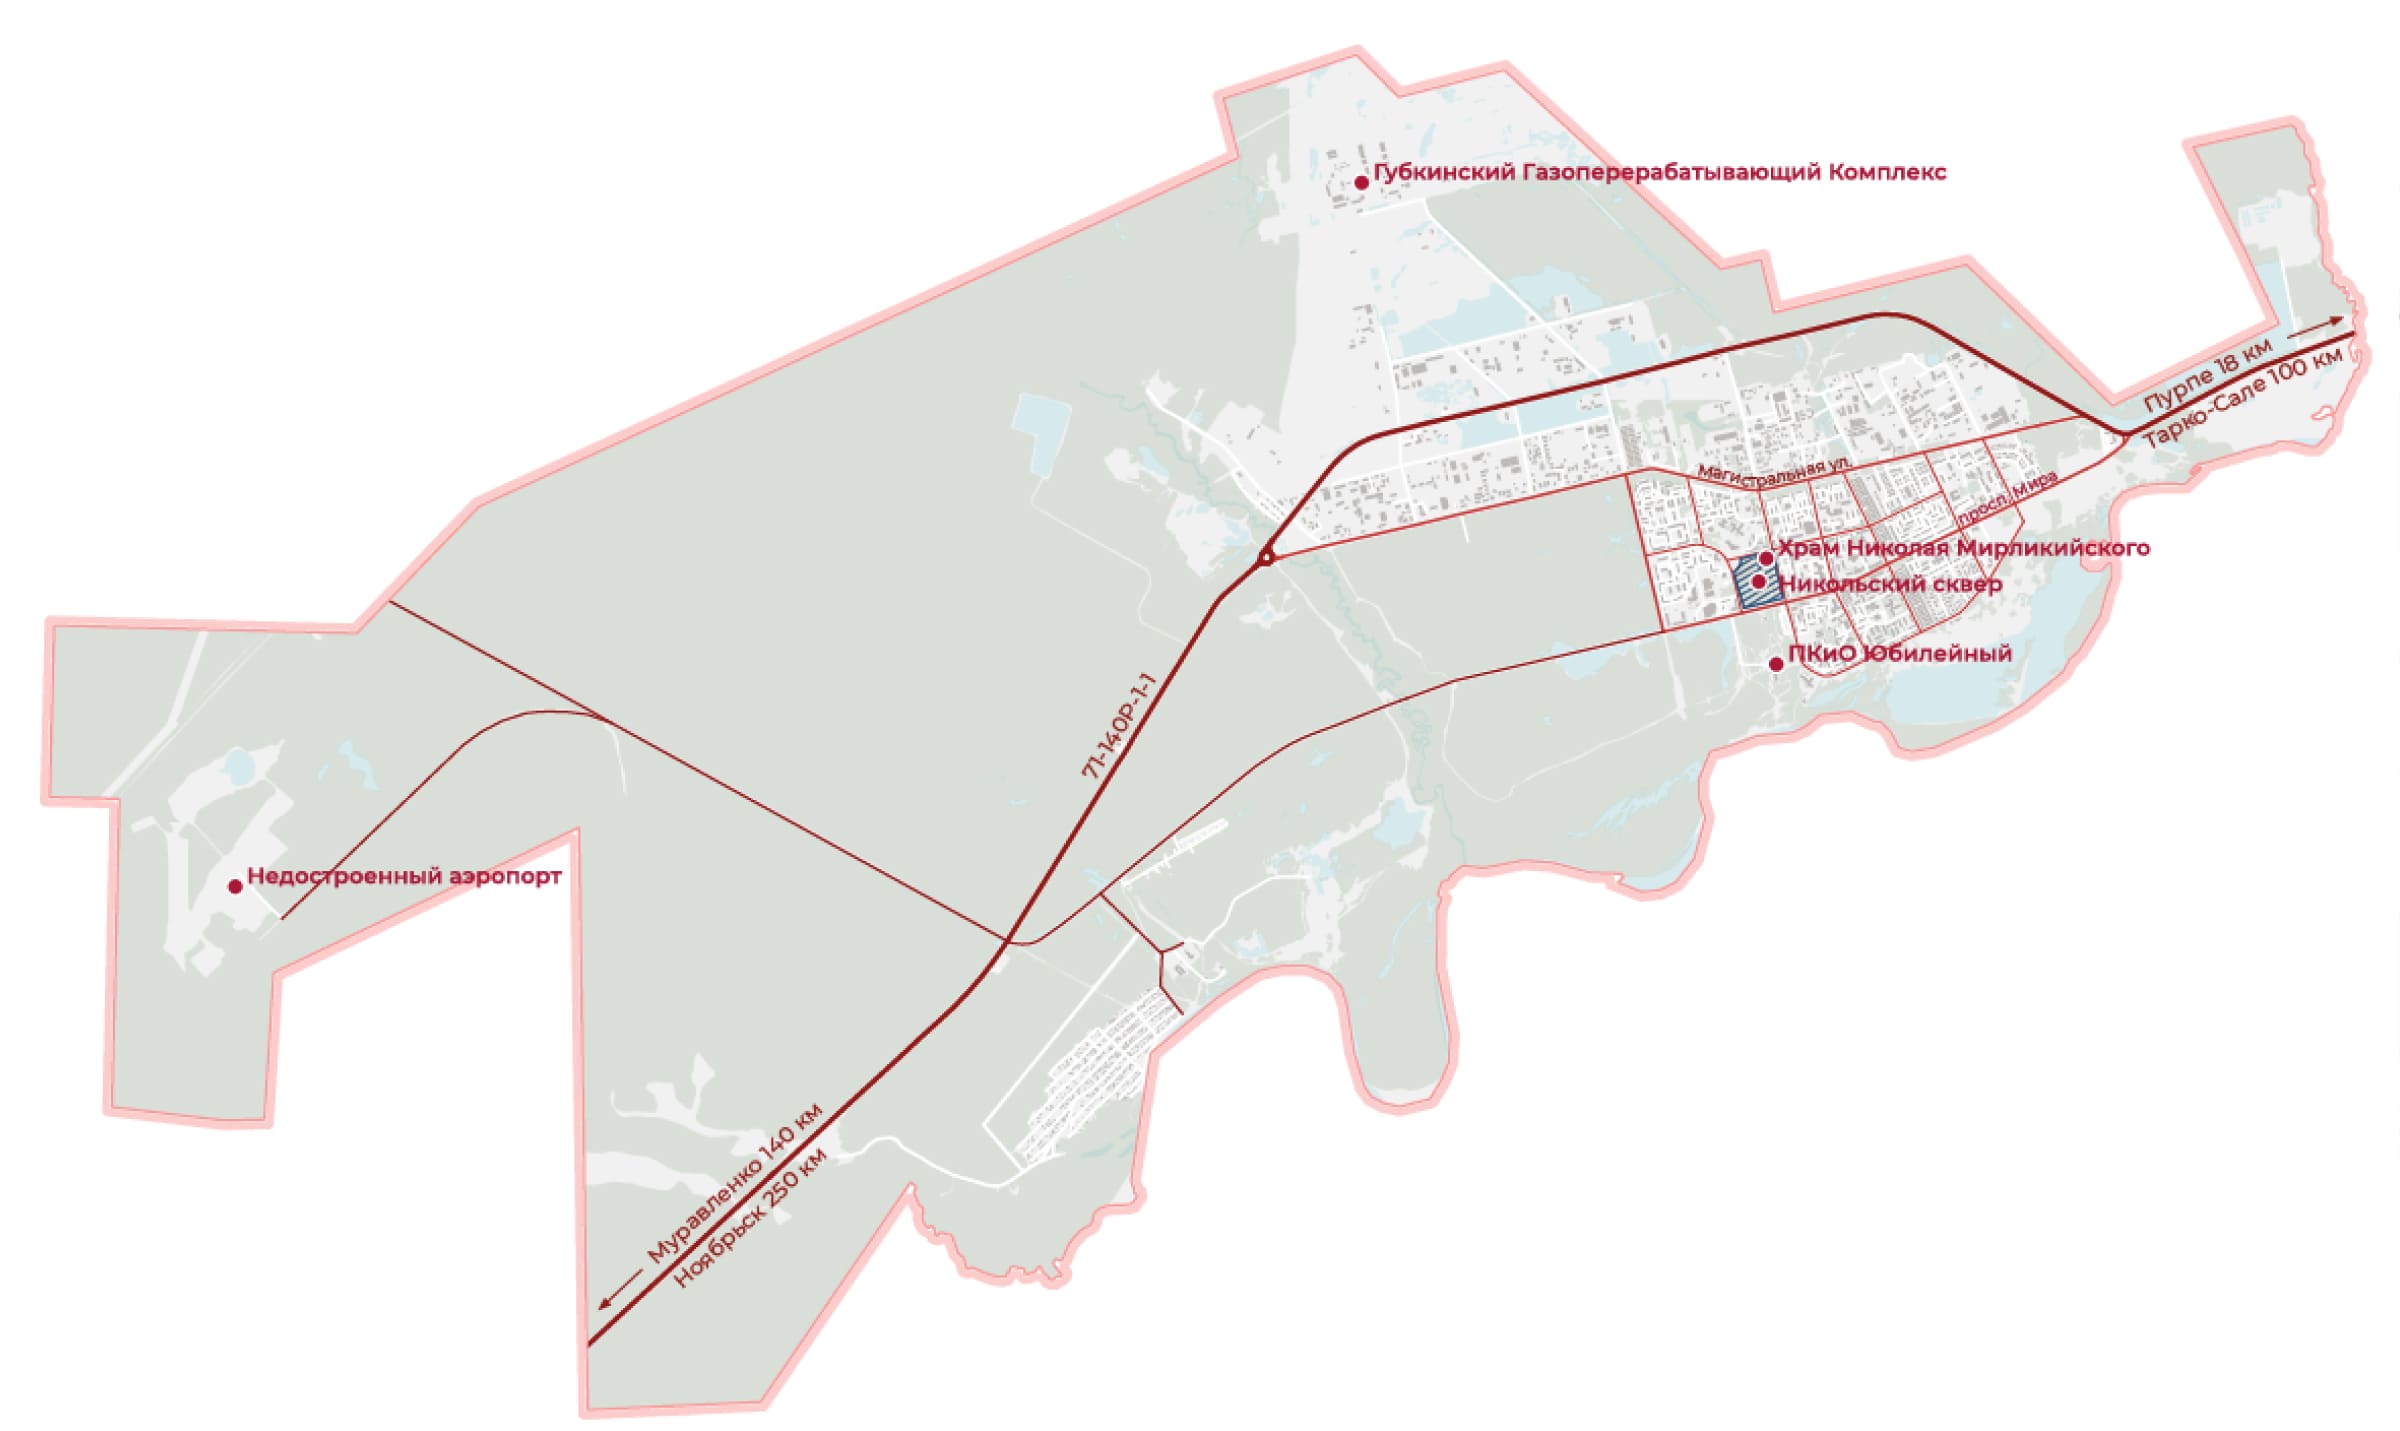 Губкинский Газоперерабатывающий Комплекс
Пурпе 18 км
Тарко-Сале 100 км
Магистральная ул.
просп. Мира
Храм Николая Мирликийского
Никольский сквер
ПКиО Юбилейный
71-140Р-1-1
Недостроенный аэропорт
Муравленко 140 км
Ноябрьск 250 км